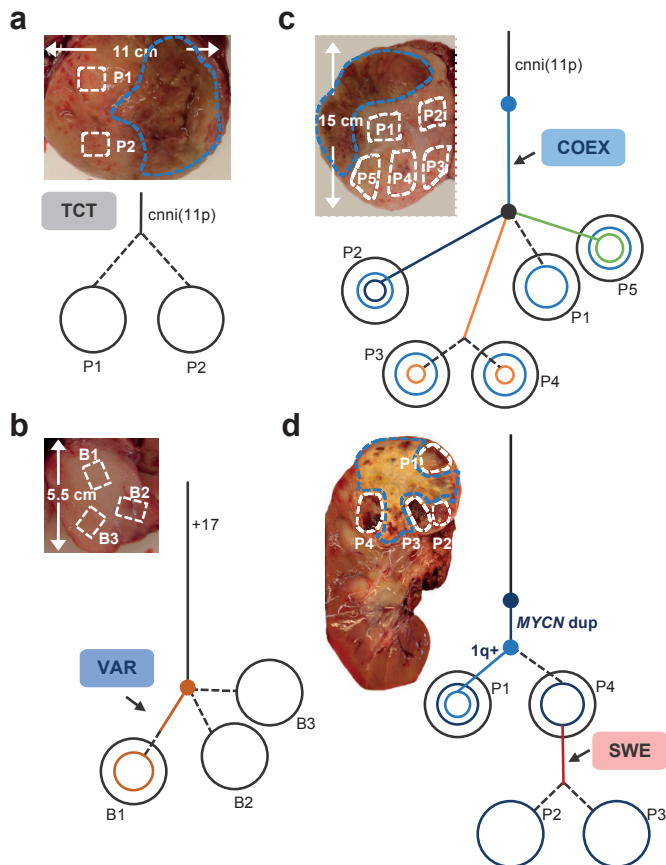 a
11 cm
P1
P2
TCT
cnni(11p)
P1
P2
b
B1
5.5 cm
B2
B3
+17
VAR
B3
B2
B1
c
cnni(11p)
15 cm
P1
P2
P3
P4
P5
COEX
P2
P5
P1
P3
P4
d
P1
P4
P3
P2
MYCN dup
1q+
P1
P4
SWE
P2
P3